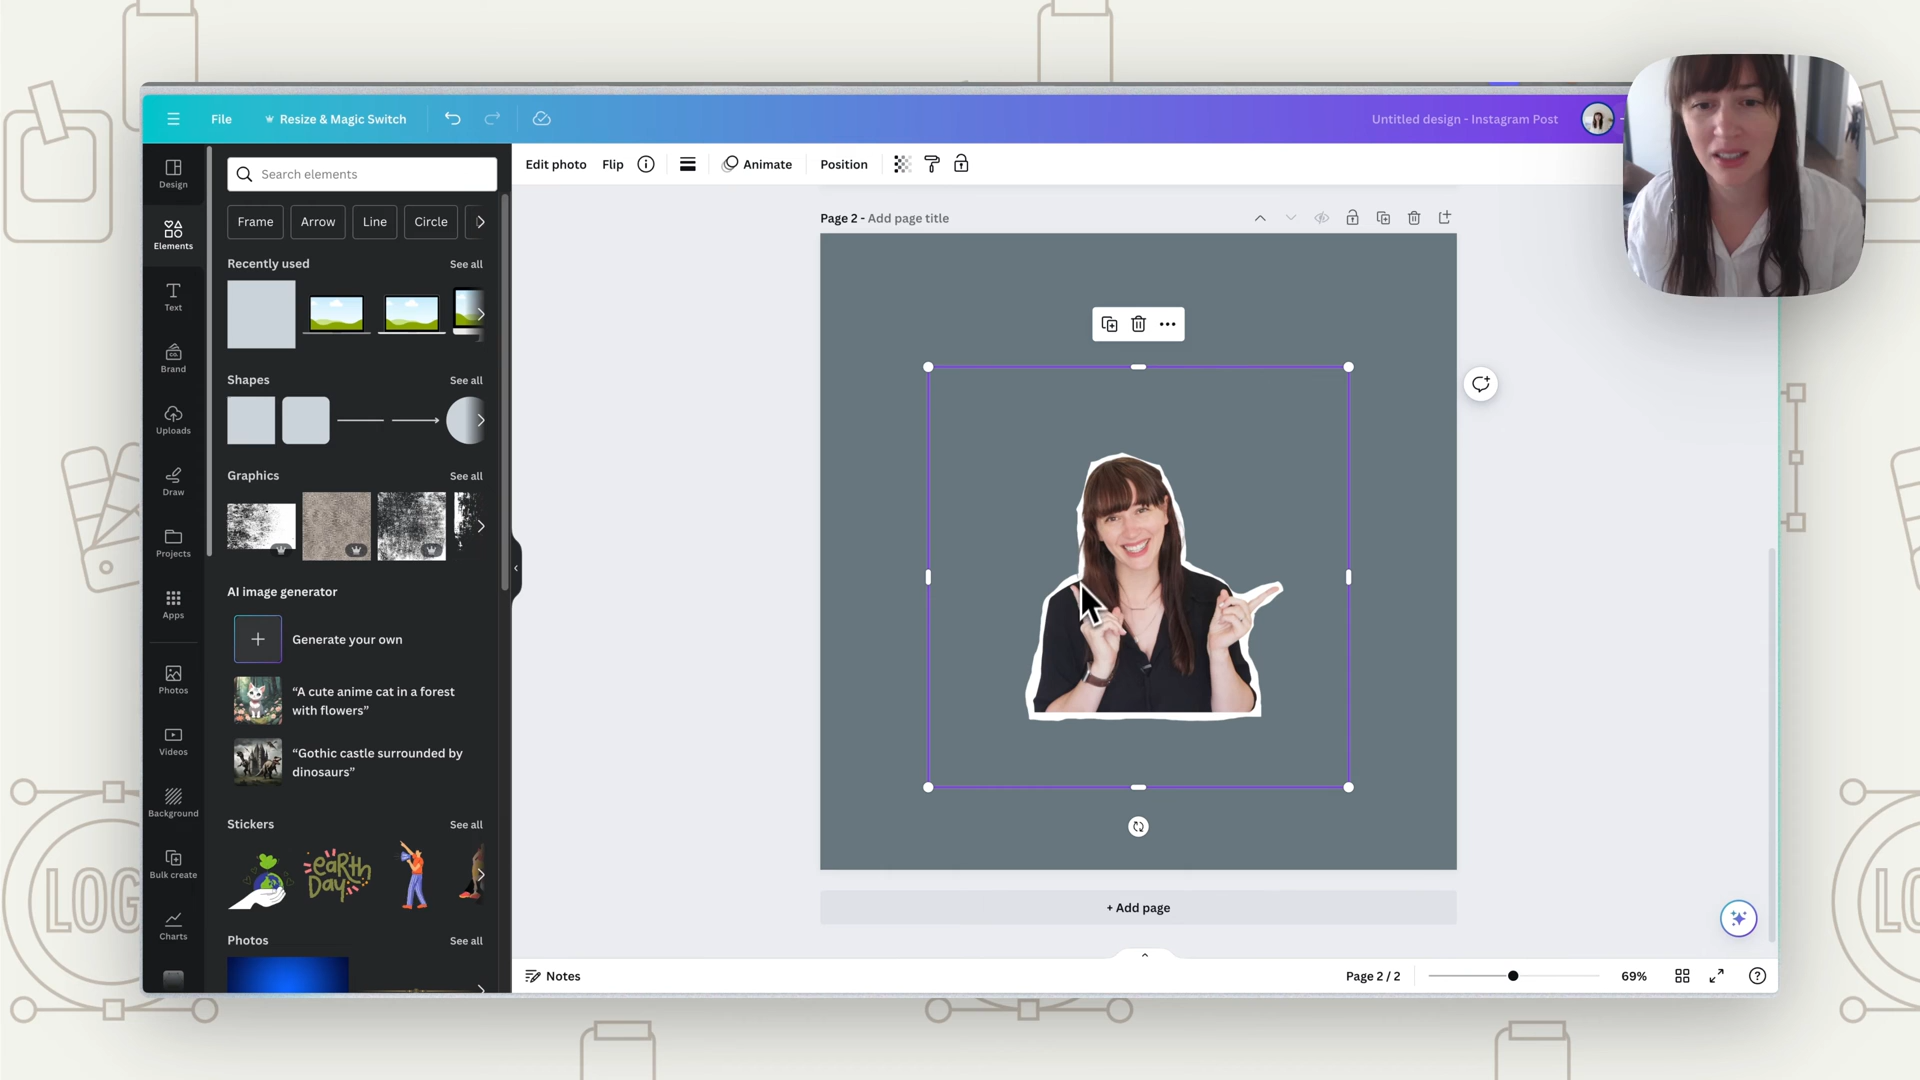 File
Resize & Magic Switch
Untitled design - Instagram Post
Design
Elements
Text
Brand
Uploads
Draw
Projects
Apps
Photos
Videos
Background
Bulk create
Charts
Search elements
Frame
Arrow
Line
Circle
Recently used
See all
Shapes
See all
Graphics
See all
AI image generator
Generate your own
“A cute anime cat in a forest
with flowers”
“Gothic castle surrounded by
dinosaurs”
Stickers
See all
earth
DAY
Photos
See all
Edit photo
Flip
Animate
Position
Page 2 - Add page title
+ Add page
Notes
Page 2 / 2
69%
LOG
LO